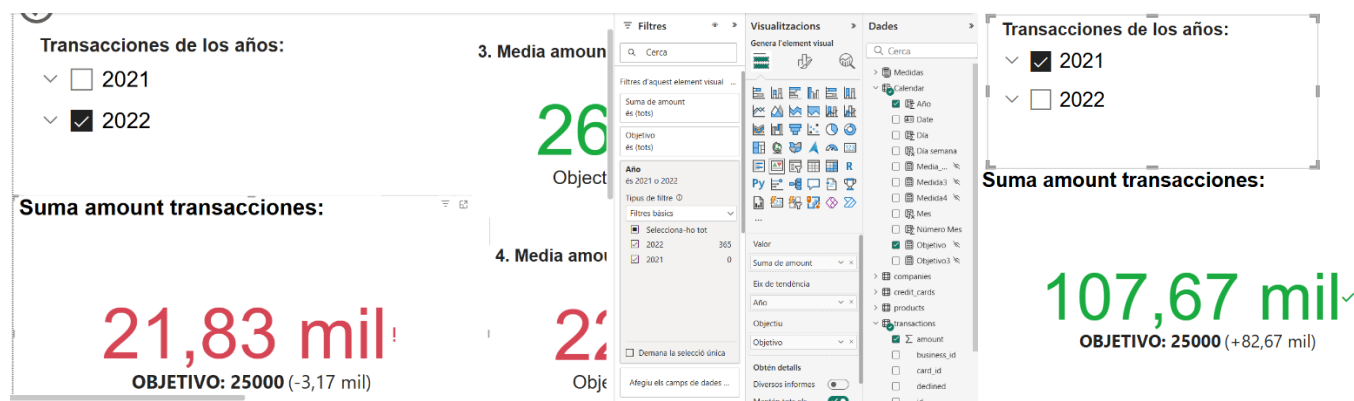 Transacciones de los años:
2021
2022
Suma amount transacciones:
21,83 mil!
OBJETIVO: 25000 (-3,17 mil)
3. Media amoun
26
Object
4. Media amou
22
Obje
Filtres
Cerca
Filtres d'aquest element visual ...
Suma de amount
és (tots)
Objetivo
és (tots)
Año
és 2021 o 2022
Tipus de filtre
Filtres bàsics
Selecciona-ho tot
2022 365
2021 0
Demana la selecció única
Afegiu els camps de dades ...
Visualitzacions
Genera l'element visual
R
Py
...
Valor
Suma de amount
Eix de tendència
Año
Objectiu
Objetivo
Obtén detalls
Diversos informes
Dades
Cerca
Medidas
Calendar
Año
Date
Día
Día semana
Media_...
Medida3
Medida4
Mes
Número Mes
Objetivo
Objetivo3
companies
credit_cards
products
transactions
amount
business_id
card_id
declined
Transacciones de los años:
2021
2022
Suma amount transacciones:
107,67 mil
OBJETIVO: 25000 (+82,67 mil)